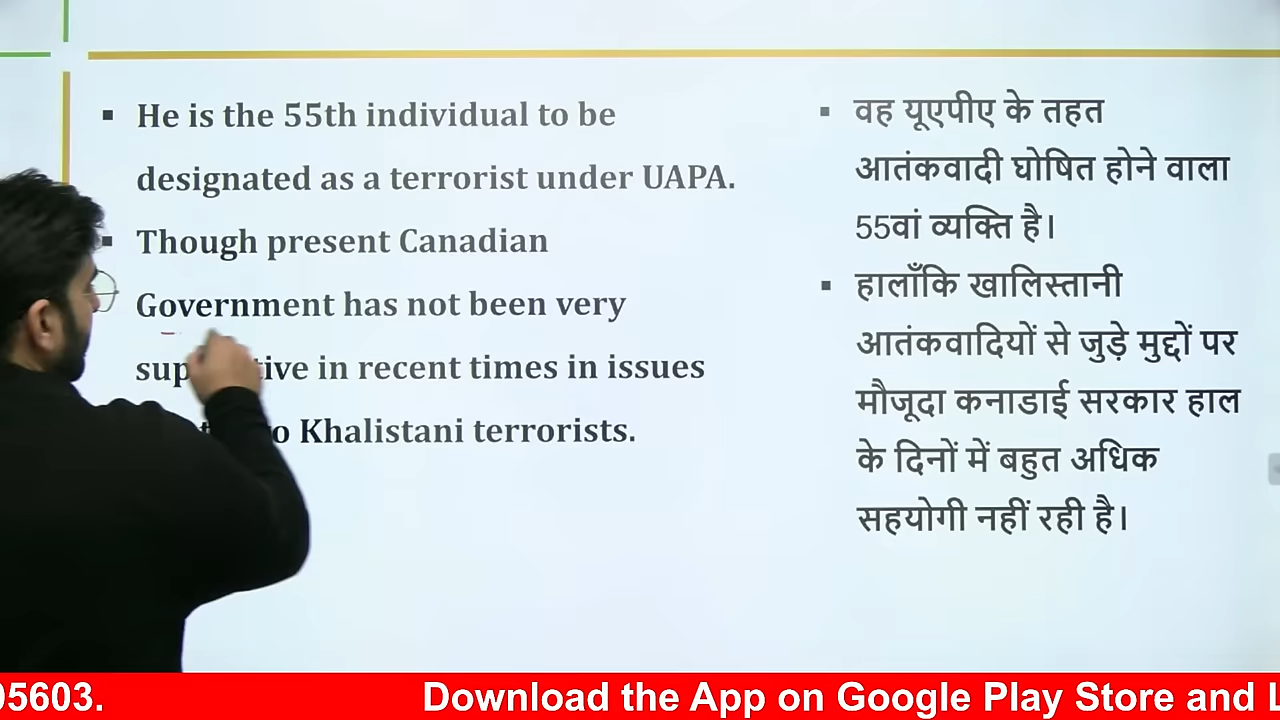 He is the 55th individual to be
designated as a terrorist under UAPA.
Though present Canadian
Government has not been very
in recent times in issues
Khalistani terrorists.
वह यूएपीए के तहत
आतंकवादी घोषित होने वाला
55वां व्यक्ति है।
हालाँकि खालिस्तानी
आतंकवादियों से जुड़े मुद्दों पर
मौजूदा कनाडाई सरकार हाल
के दिनों में बहुत अधिक
सहयोगी नहीं रही है।
05603. Download the App on Google Play Store and